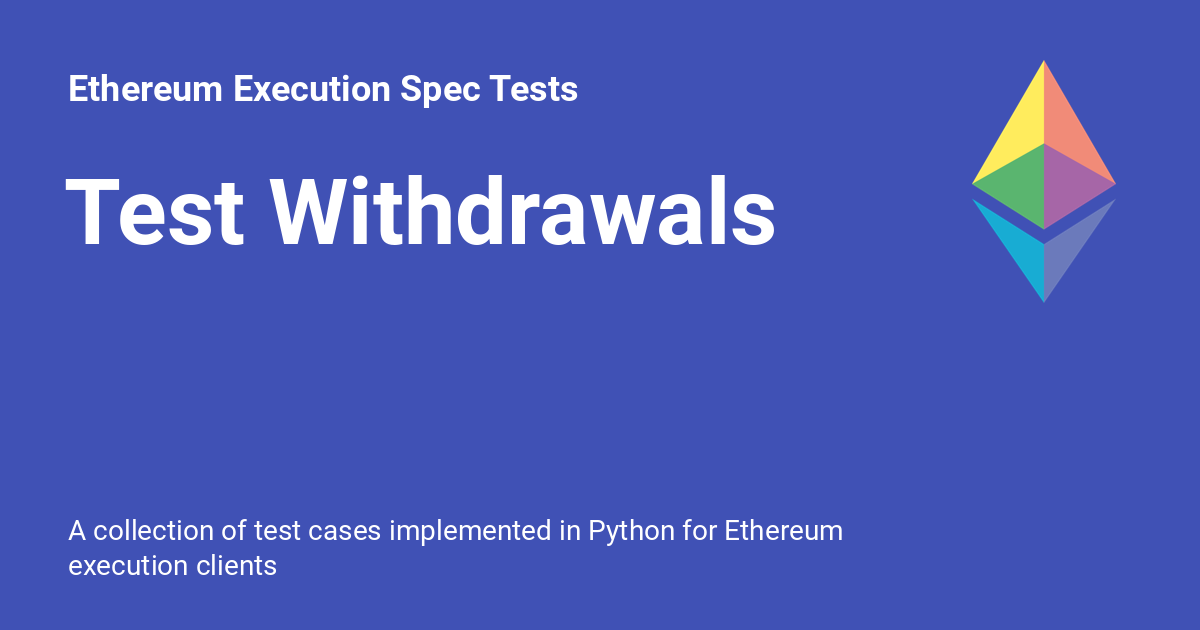 Ethereum Execution Spec Tests
Test Withdrawals
A collection of test cases implemented in Python for Ethereum
execution clients